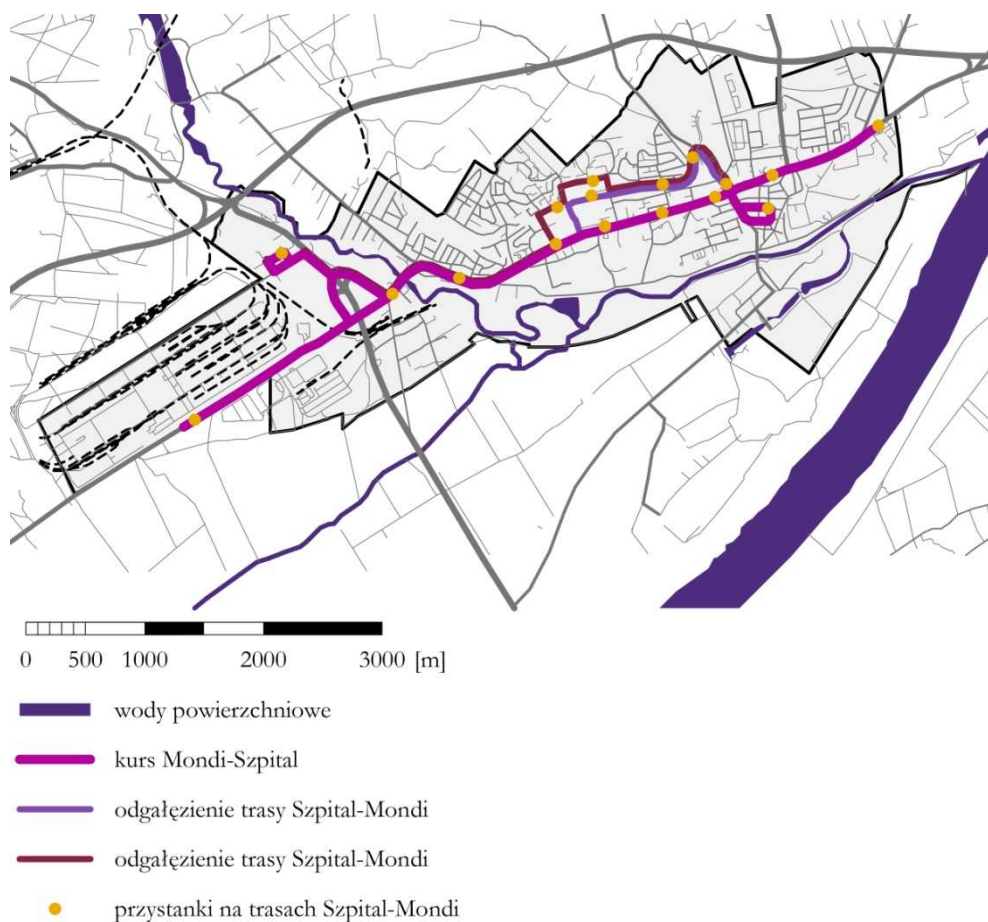 0 500 1000 2000 3000 [m]
wody powierzchniowe
kurs Mondi-Szpital
odgałęzienie trasy Szpital-Mondi
odgałęzienie trasy Szpital-Mondi
przystanki na trasach Szpital-Mondi